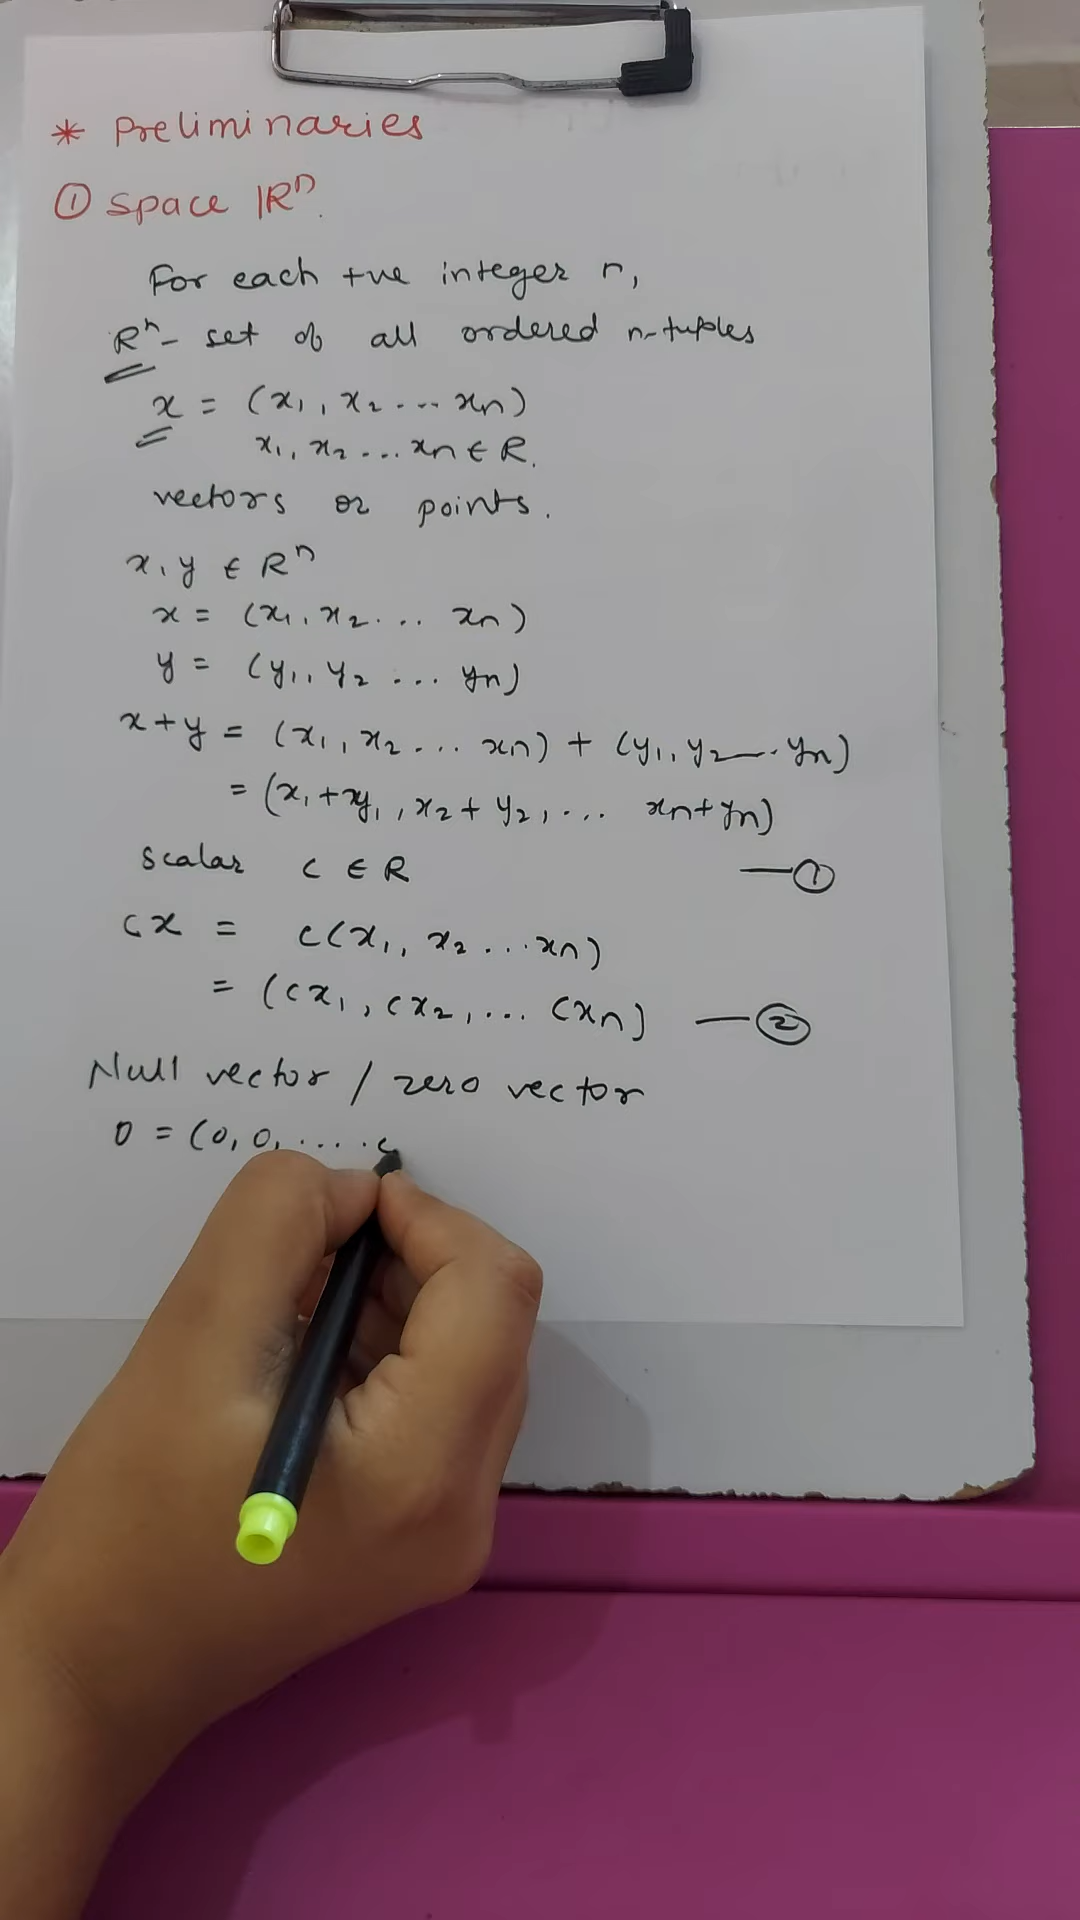 * Preliminaries
① Space ℝⁿ.
For each +ve integer n,
Rⁿ - set of all ordered n-tuples
x = (x₁, x₂ ... xₙ)
x₁, x₂ ... xₙ ∈ R.
vectors or points.
x, y ∈ Rⁿ
x = (x₁, x₂ ... xₙ)
y = (y₁, y₂ ... yₙ)
x + y = (x₁, x₂ ... xₙ) + (y₁, y₂ ... yₙ)
= (x₁ + y₁, x₂ + y₂, ... xₙ + yₙ)
scalar c ∈ R —①
cx = c(x₁, x₂ ... xₙ)
= (cx₁, cx₂, ... cxₙ) —②
Null vector / zero vector
0 = (0, 0, ....